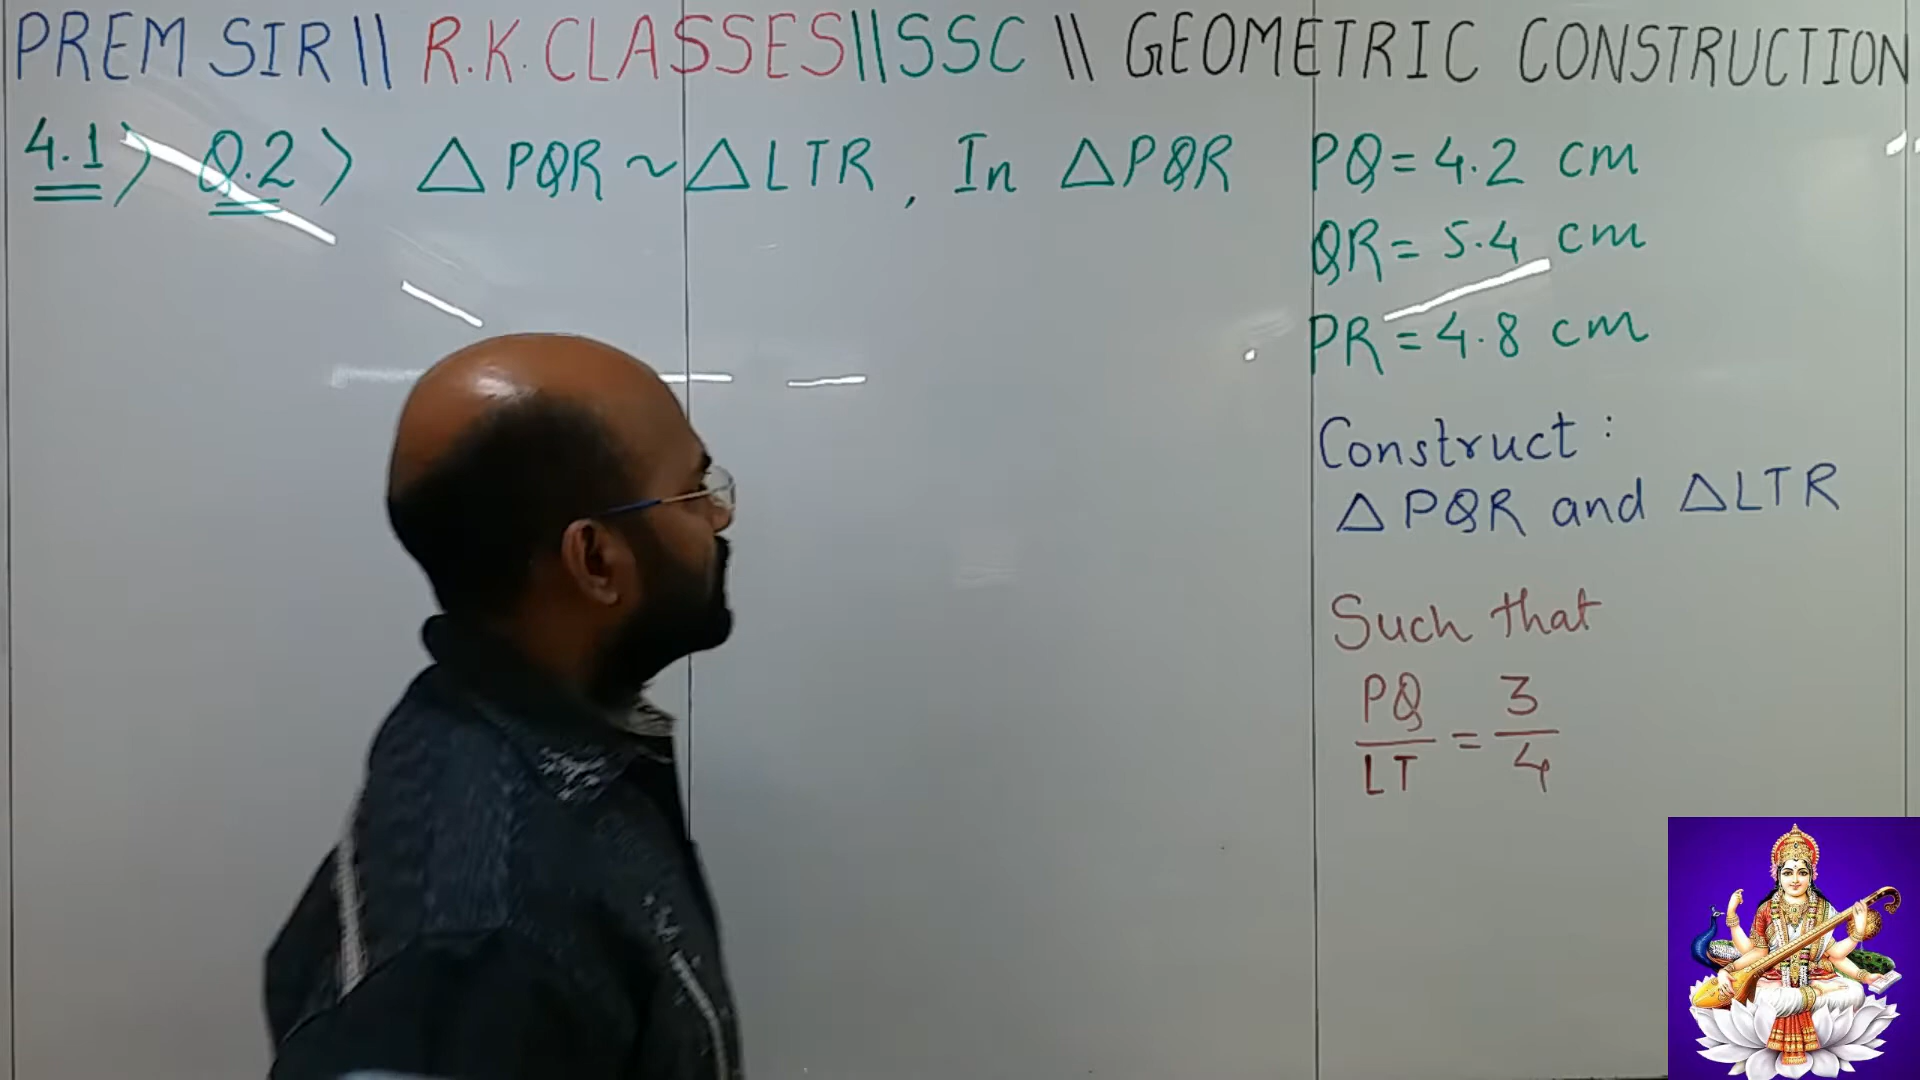 PREM SIR || R.K. CLASSES || SSC \\ GEOMETRIC CONSTRUCTION
4.1> Q.2> △PQR ~ △LTR, In △PQR PQ = 4.2 cm
QR = 5.4 cm
PR = 4.8 cm
Construct :
△PQR and △LTR
Such that
PQ/LT = 3/4